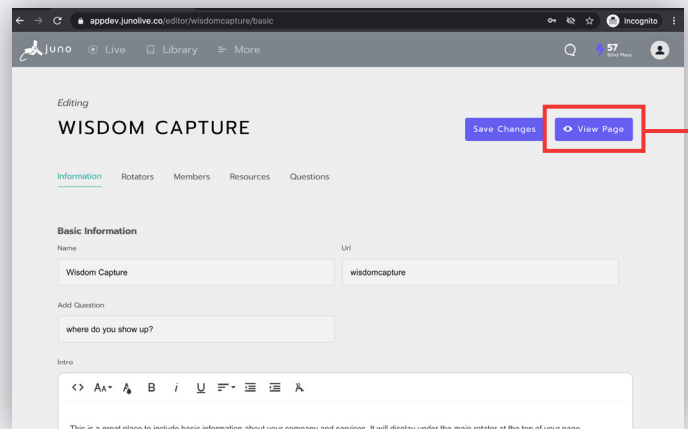 appdev.junolive.co/editor/wisdomcapture/basic
Incognito
juno Live Library More
57
62nd Place
Editing
WISDOM CAPTURE
Save Changes View Page
Information Rotators Members Resources Questions
Basic Information
Name Url
Wisdom Capture wisdomcapture
Add Question
where do you show up?
Intro
<> AA B i U
This is a great place to include basic information about your company and services. It will display under the main rotator at the top of your page.